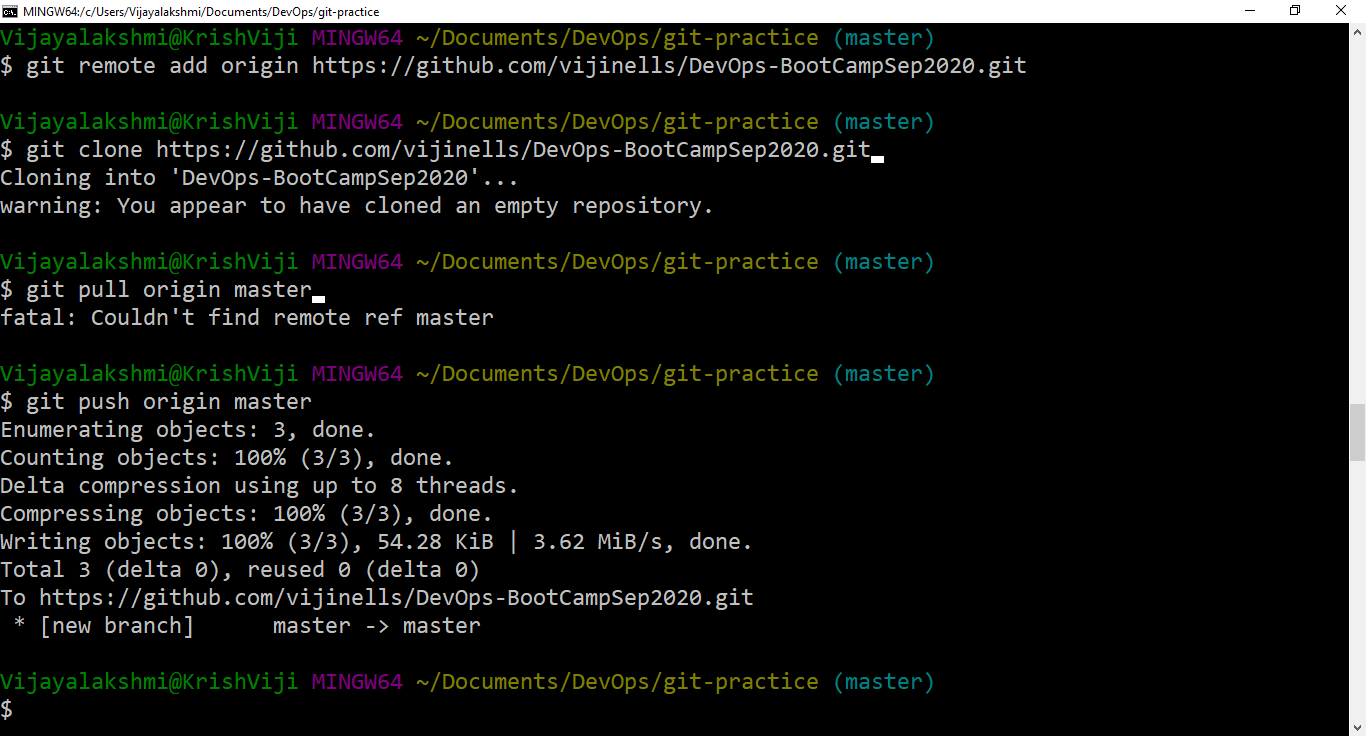 MINGW64:/c/Users/Vijayalakshmi/Documents/DevOps/git-practice
Vijayalakshmi@KrishViji MINGW64 ~/Documents/DevOps/git-practice (master)
$ git remote add origin https://github.com/vijinells/DevOps-BootCampSep2020.git
Vijayalakshmi@KrishViji MINGW64 ~/Documents/DevOps/git-practice (master)
$ git clone https://github.com/vijinells/DevOps-BootCampSep2020.git
Cloning into 'DevOps-BootCampSep2020'...
warning: You appear to have cloned an empty repository.
Vijayalakshmi@KrishViji MINGW64 ~/Documents/DevOps/git-practice (master)
$ git pull origin master
fatal: Couldn't find remote ref master
Vijayalakshmi@KrishViji MINGW64 ~/Documents/DevOps/git-practice (master)
$ git push origin master
Enumerating objects: 3, done.
Counting objects: 100% (3/3), done.
Delta compression using up to 8 threads.
Compressing objects: 100% (3/3), done.
Writing objects: 100% (3/3), 54.28 KiB | 3.62 MiB/s, done.
Total 3 (delta 0), reused 0 (delta 0)
To https://github.com/vijinells/DevOps-BootCampSep2020.git
 * [new branch]      master -> master
Vijayalakshmi@KrishViji MINGW64 ~/Documents/DevOps/git-practice (master)
$